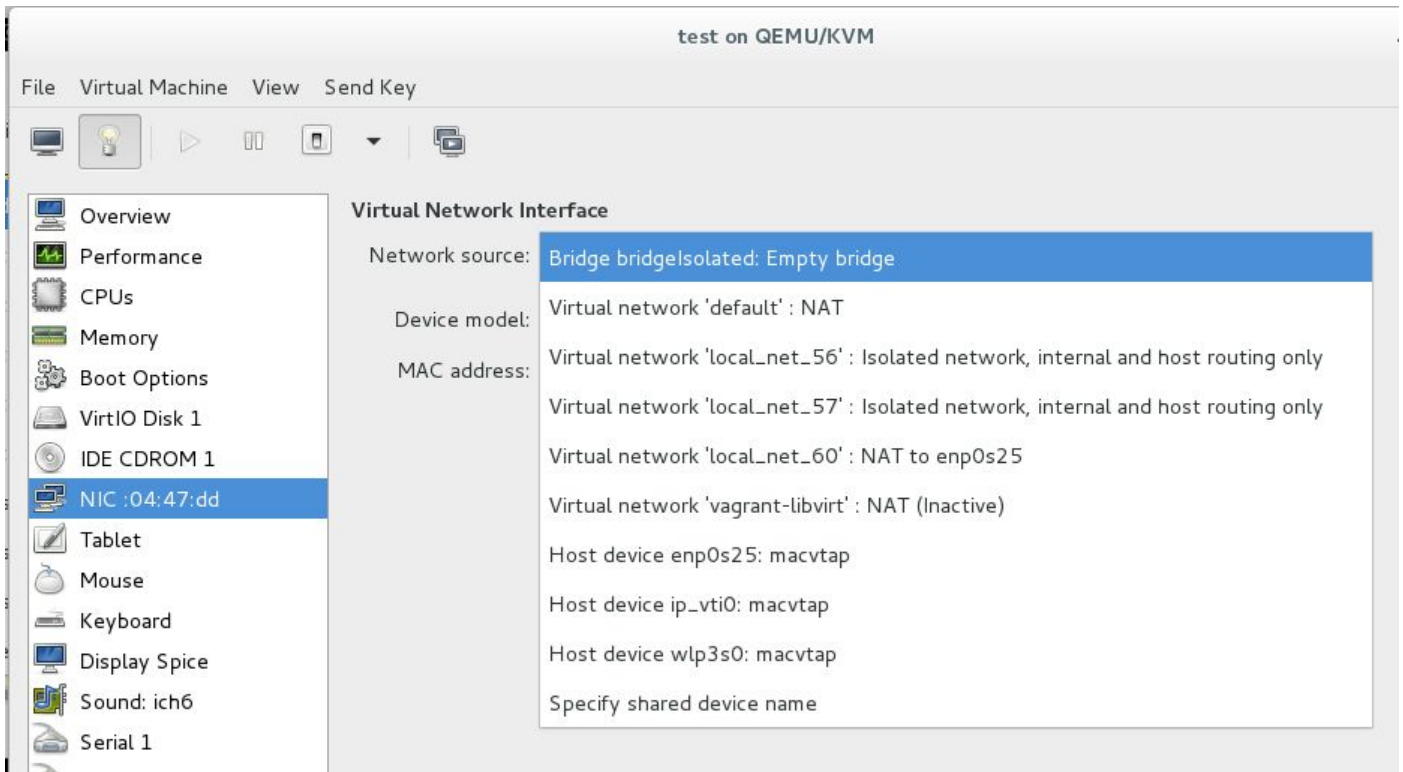 test on QEMU/KVM
File Virtual Machine View Send Key
Overview
Performance
CPUs
Memory
Boot Options
VirtIO Disk 1
IDE CDROM 1
NIC :04:47:dd
Tablet
Mouse
Keyboard
Display Spice
Sound: ich6
Serial 1
Virtual Network Interface
Network source:
Device model:
MAC address:
Bridge bridgeIsolated: Empty bridge
Virtual network 'default' : NAT
Virtual network 'local_net_56' : Isolated network, internal and host routing only
Virtual network 'local_net_57' : Isolated network, internal and host routing only
Virtual network 'local_net_60' : NAT to enp0s25
Virtual network 'vagrant-libvirt' : NAT (Inactive)
Host device enp0s25: macvtap
Host device ip_vti0: macvtap
Host device wlp3s0: macvtap
Specify shared device name